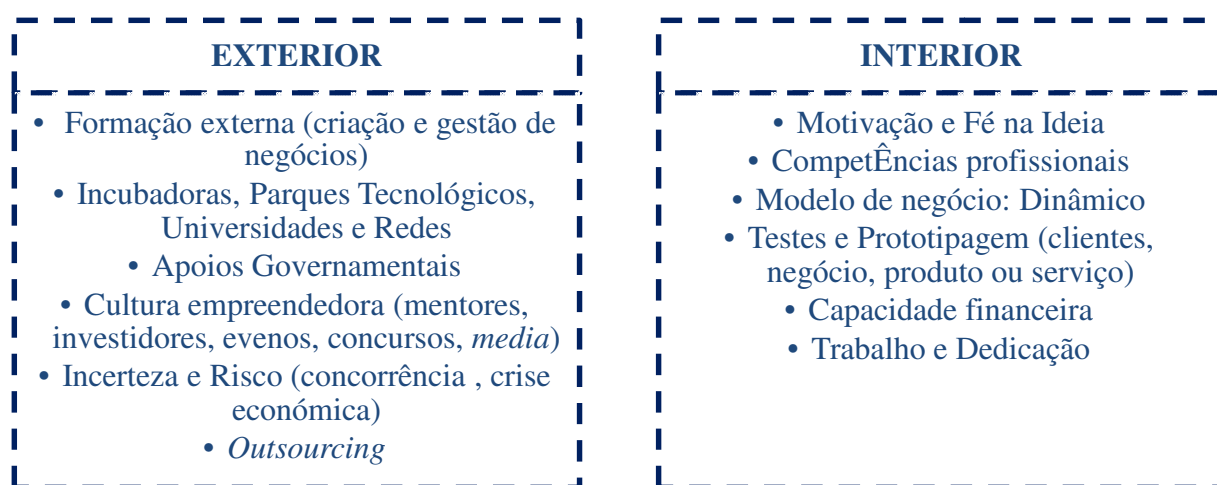 EXTERIOR
• Formação externa (criação e gestão de
negócios)
• Incubadoras, Parques Tecnológicos,
Universidades e Redes
• Apoios Governamentais
• Cultura empreendedora (mentores,
investidores, evenos, concursos, media)
• Incerteza e Risco (concorrência , crise
económica)
• Outsourcing
INTERIOR
• Motivação e Fé na Ideia
• CompetÊncias profissionais
• Modelo de negócio: Dinâmico
• Testes e Prototipagem (clientes,
negócio, produto ou serviço)
• Capacidade financeira
• Trabalho e Dedicação